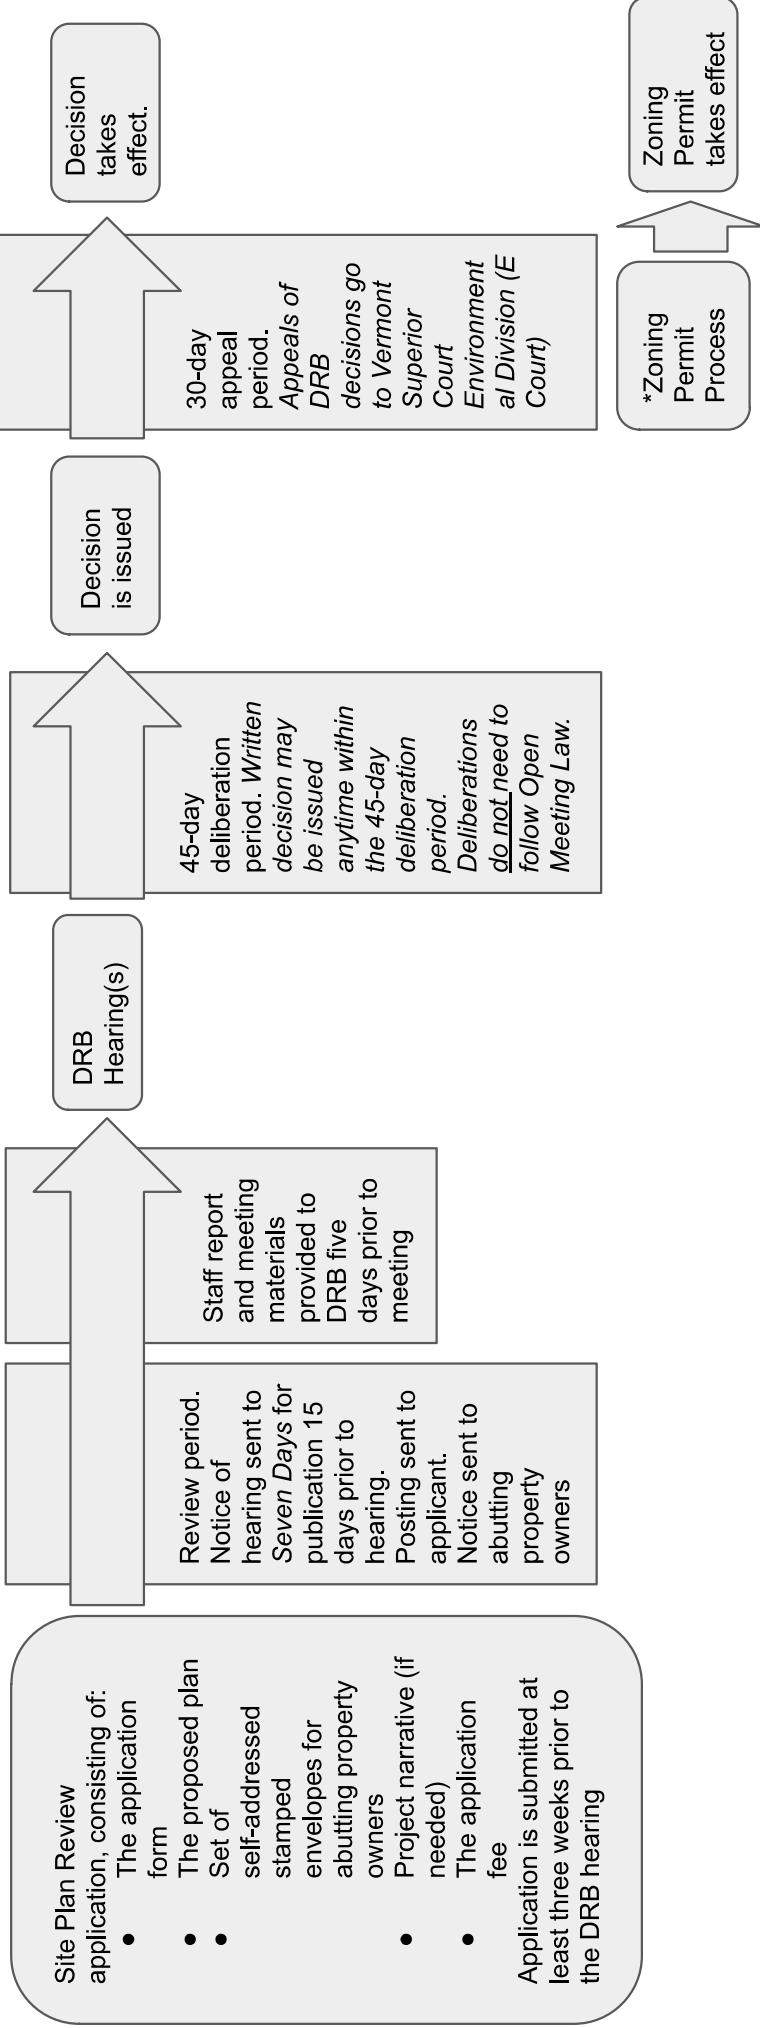 Site Plan Review
application, consisting of:
● The application
form
● The proposed plan
● Set of
self-addressed
stamped
envelopes for
abutting property
owners
● Project narrative (if
needed)
● The application
fee
Application is submitted at
least three weeks prior to
the DRB hearing
Review period.
Notice of
hearing sent to
Seven Days for
publication 15
days prior to
hearing.
Posting sent to
applicant.
Notice sent to
abutting
property
owners
Staff report
and meeting
materials
provided to
DRB five
days prior to
meeting
DRB
Hearing(s)
45-day
deliberation
period. Written
decision may
be issued
anytime within
the 45-day
deliberation
period.
Deliberations
do not need to
follow Open
Meeting Law.
Decision
is issued
30-day
appeal
period.
Appeals of
DRB
decisions go
to Vermont
Superior
Court
Environment
al Division (E
Court)
Decision
takes
effect.
*Zoning
Permit
Process
Zoning
Permit
takes effect